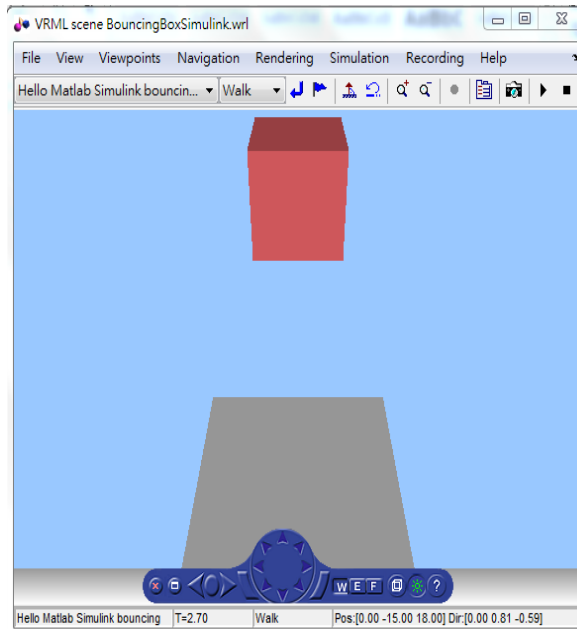 VRML scene BouncingBoxSimulink.wrl
File View Viewpoints Navigation Rendering Simulation Recording Help
Hello Matlab Simulink bouncin... Walk
W E F ?
Hello Matlab Simulink bouncing T=2.70 Walk Pos:[0.00 -15.00 18.00] Dir:[0.00 0.81 -0.59]